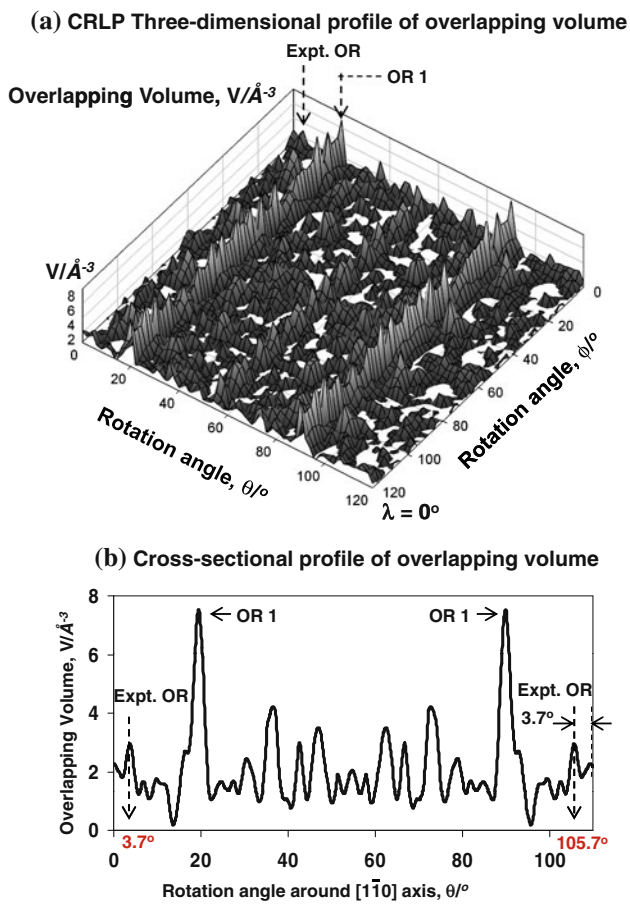 (a) CRLP Three-dimensional profile of overlapping volume
Expt. OR
OR 1
Overlapping Volume, V/Å⁻³
V/Å⁻³
8
6
4
2
0
20
40
60
80
100
120
Rotation angle, θ/º
0
20
40
60
80
100
120
Rotation angle, ϕ/º
λ = 0º
(b) Cross-sectional profile of overlapping volume
Overlapping Volume, V/Å⁻³
8
6
4
2
0
OR 1
OR 1
Expt. OR
Expt. OR
3.7º
3.7º
105.7º
0
20
40
60
80
100
Rotation angle around [11̄0] axis, θ/º